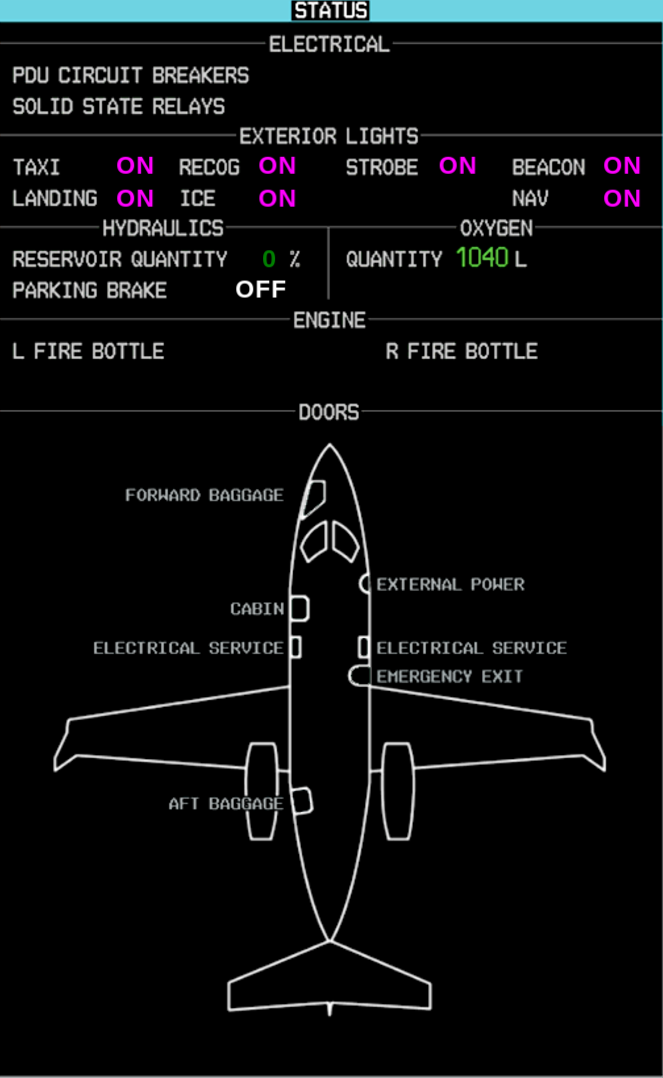 STATUS
ELECTRICAL
PDU CIRCUIT BREAKERS
SOLID STATE RELAYS
EXTERIOR LIGHTS
TAXI ON RECOG ON STROBE ON BEACON ON
LANDING ON ICE ON NAV ON
HYDRAULICS OXYGEN
RESERVOIR QUANTITY 0 % QUANTITY 1040 L
PARKING BRAKE OFF
ENGINE
L FIRE BOTTLE R FIRE BOTTLE
DOORS
FORWARD BAGGAGE
EXTERNAL POWER
CABIN
ELECTRICAL SERVICE ELECTRICAL SERVICE
EMERGENCY EXIT
AFT BAGGAGE